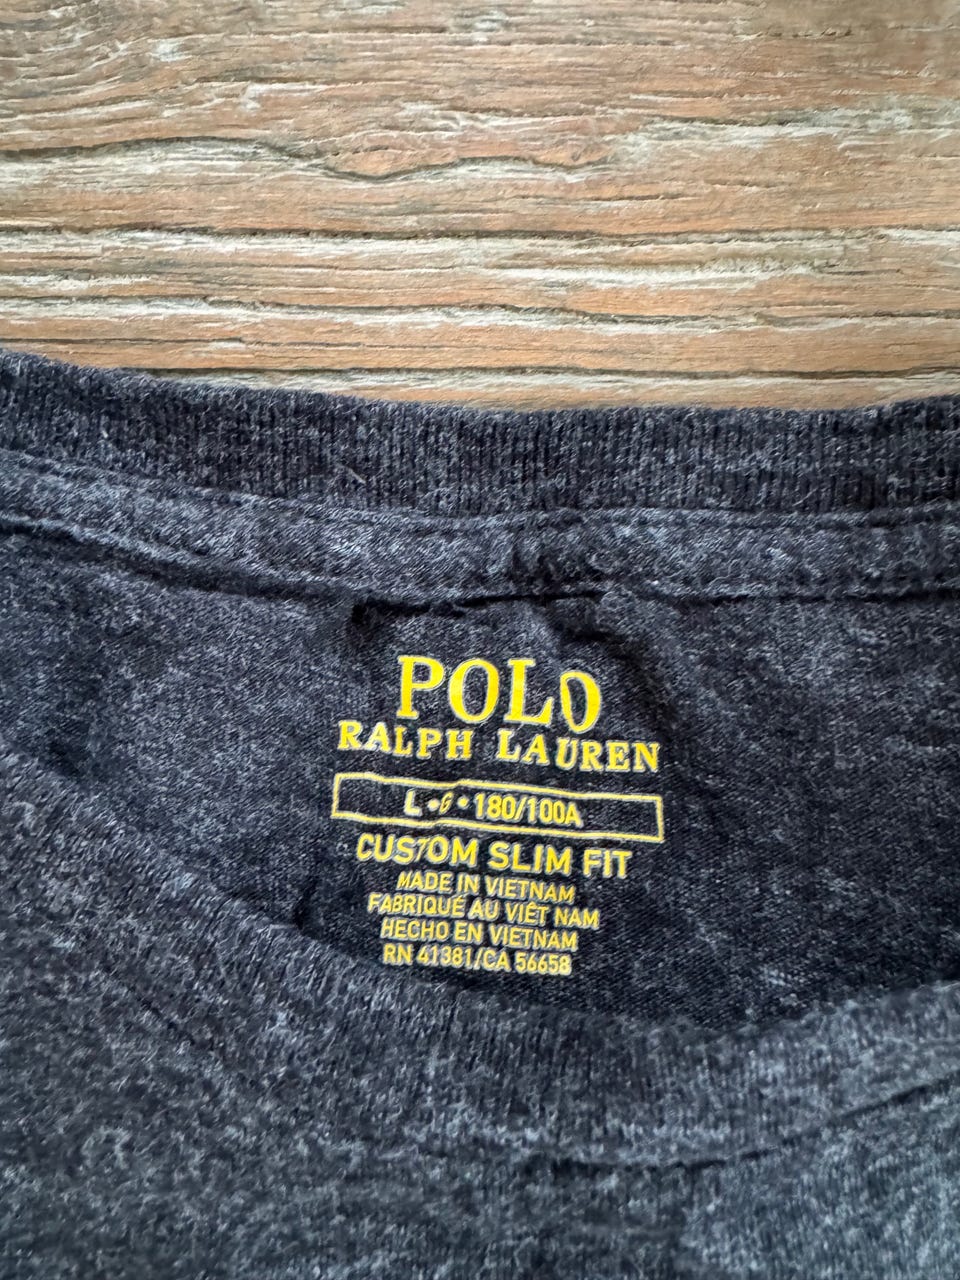 POLO
RALPH LAUREN
L•G•180/100A
CUSTOM SLIM FIT
MADE IN VIETNAM
FABRIQUÉ AU VIÊT NAM
HECHO EN VIETNAM
RN 41381/CA 56658